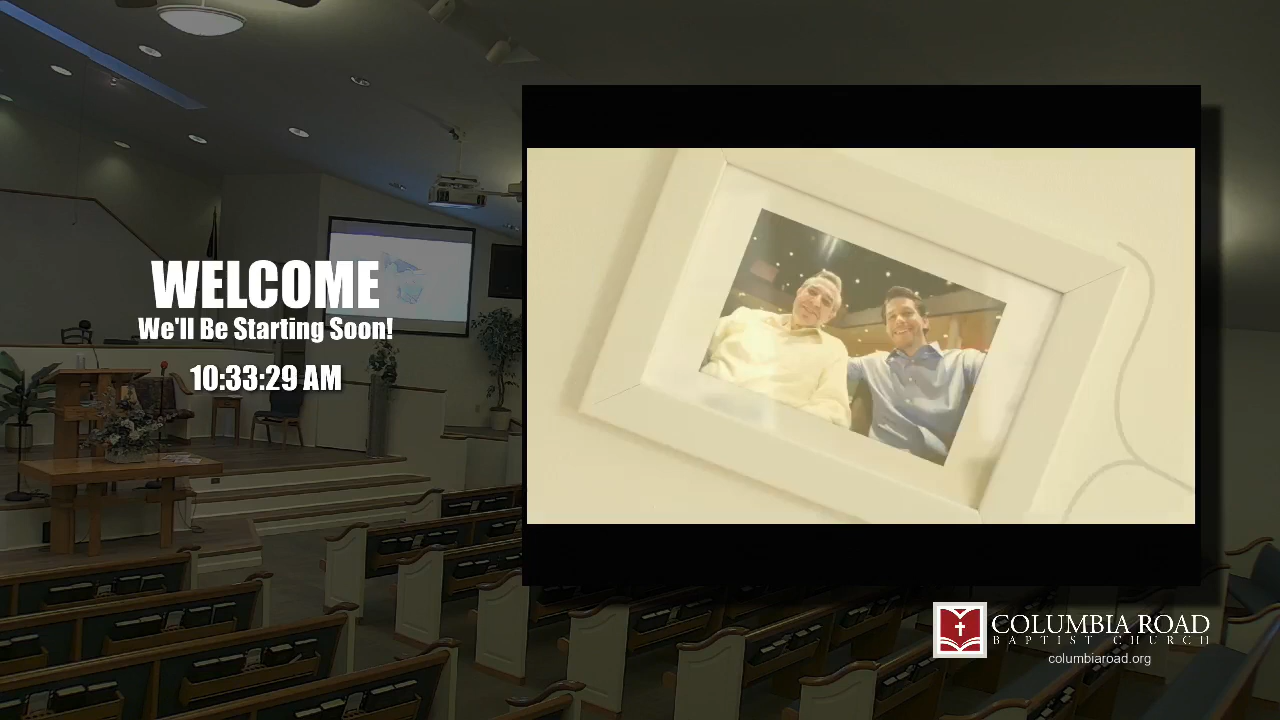 WELCOME
We'll Be Starting Soon!
10:33:29 AM
COLUMBIA ROAD
BAPTIST CHURCH
columbiaroad.org